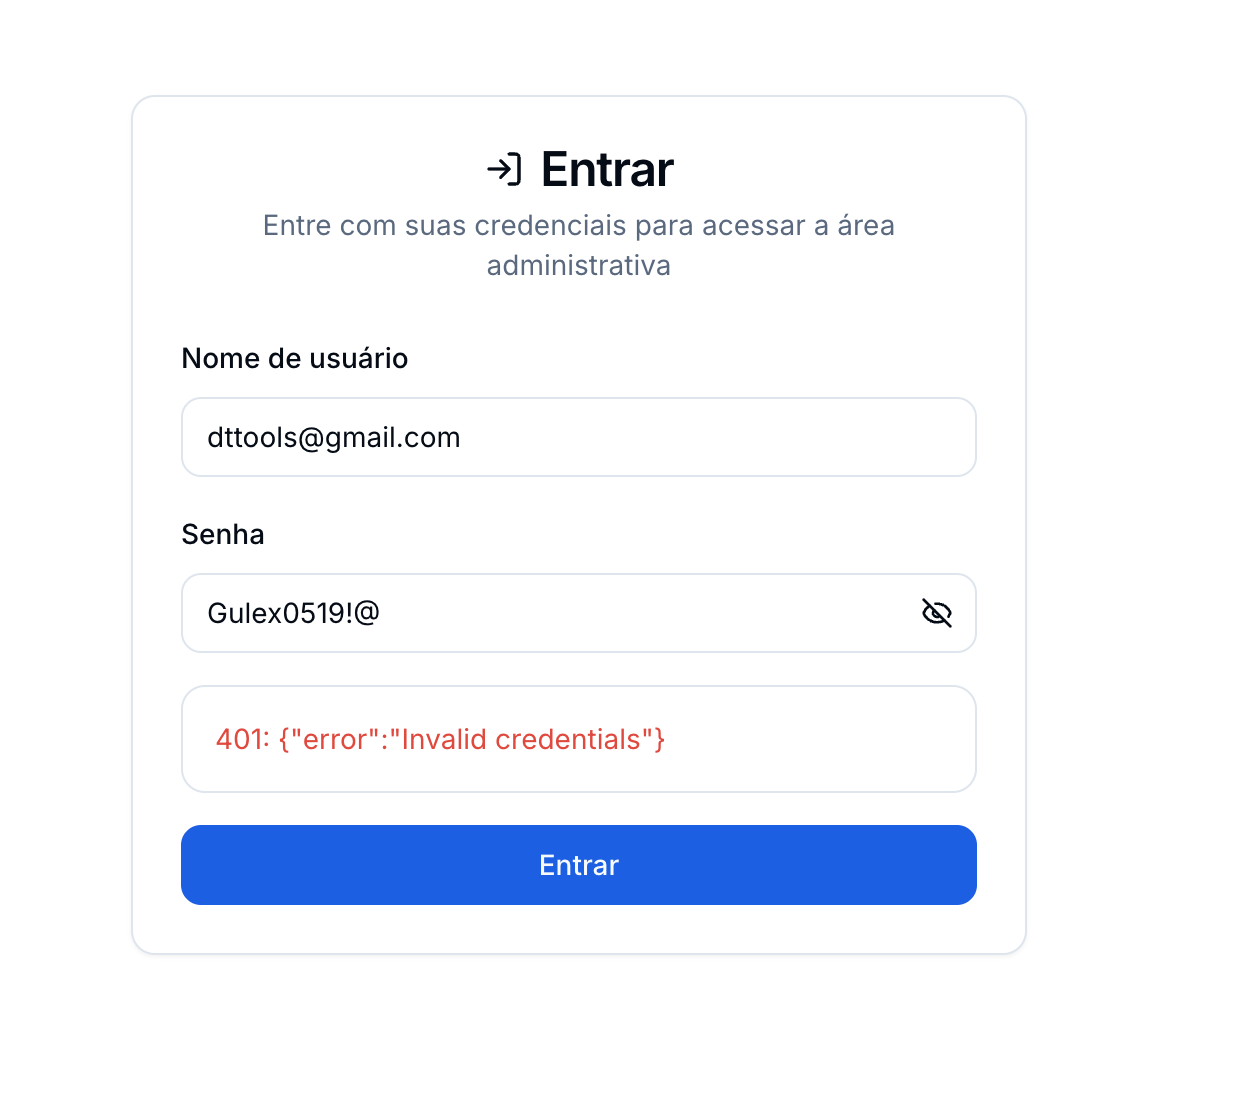 Entrar
Entre com suas credenciais para acessar a área
administrativa
Nome de usuário
dttools@gmail.com
Senha
Gulex0519!@
401: {"error":"Invalid credentials"}
Entrar